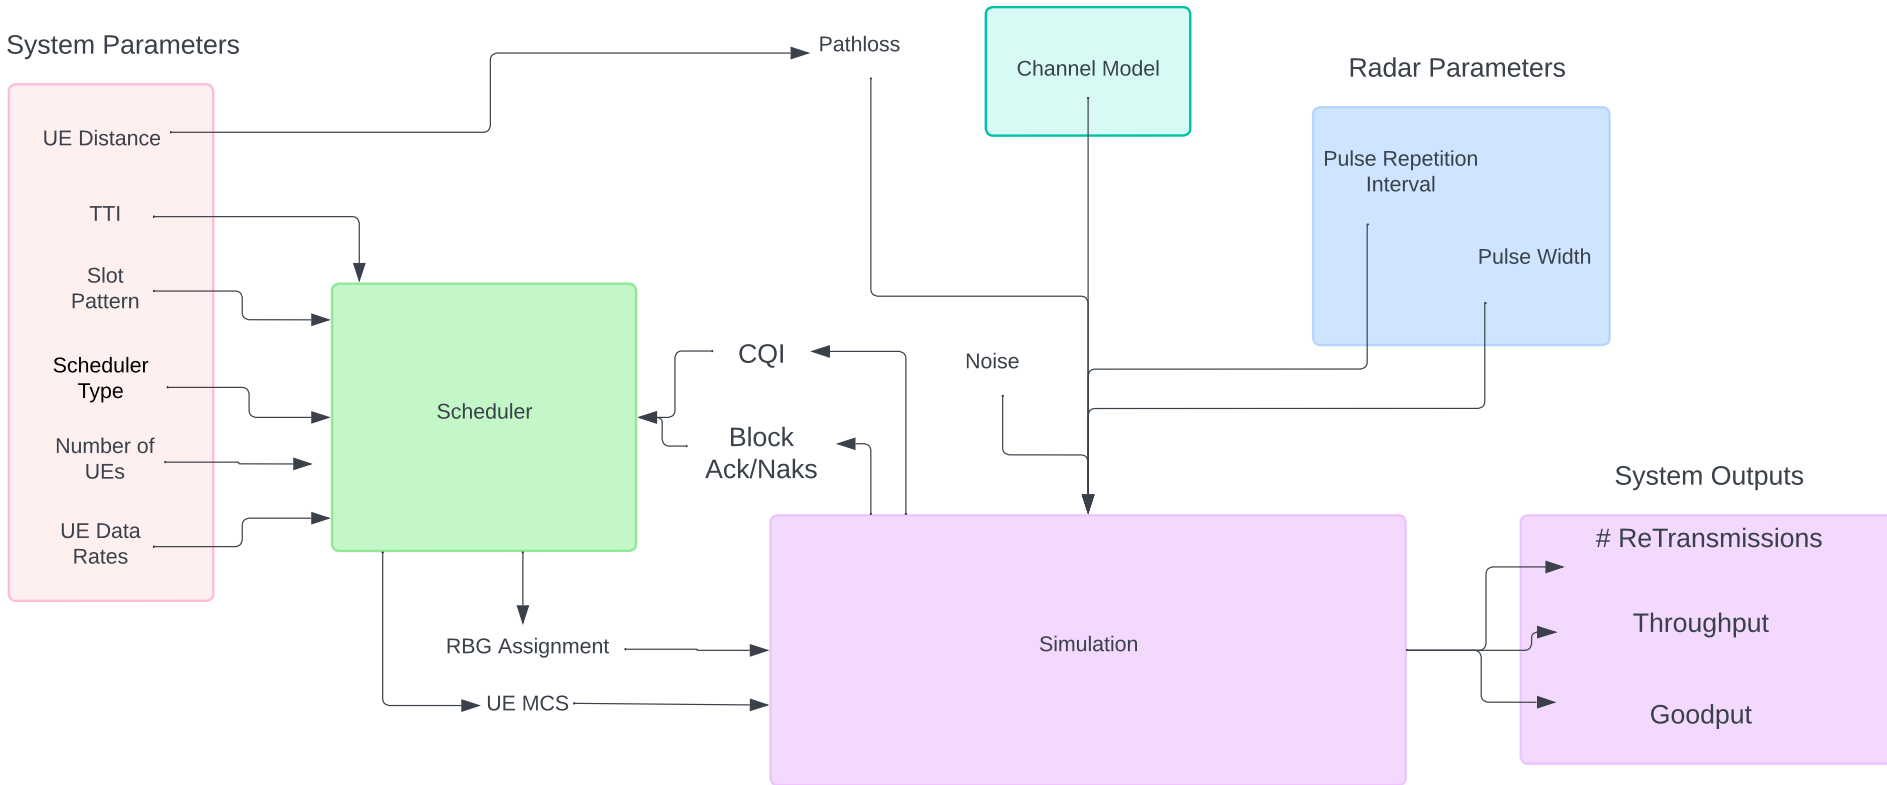 System Parameters
UE Distance
TTI
Slot
Pattern
Scheduler
Type
Number of
UEs
UE Data
Rates
Scheduler
RBG Assignment
UE MCS
Pathloss
Channel Model
Radar Parameters
Pulse Repetition
Interval
Pulse Width
CQI
Block
Ack/Naks
Noise
Simulation
System Outputs
# ReTransmissions
Throughput
Goodput